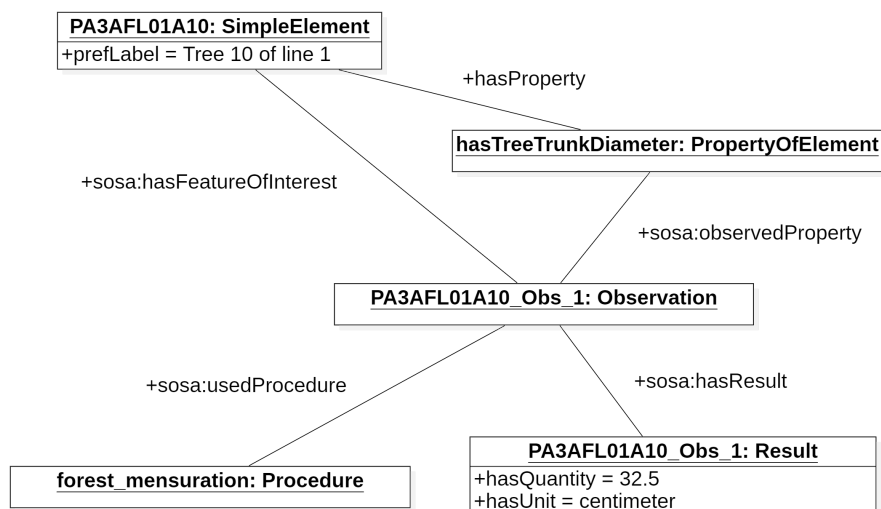 PA3AFL01A10: SimpleElement
+prefLabel = Tree 10 of line 1
+hasProperty
hasTreeTrunkDiameter: PropertyOfElement
+sosa:hasFeatureOfInterest
+sosa:observedProperty
PA3AFL01A10_Obs_1: Observation
+sosa:usedProcedure
+sosa:hasResult
PA3AFL01A10_Obs_1: Result
forest_mensuration: Procedure
+hasQuantity = 32.5
+hasUnit = centimeter